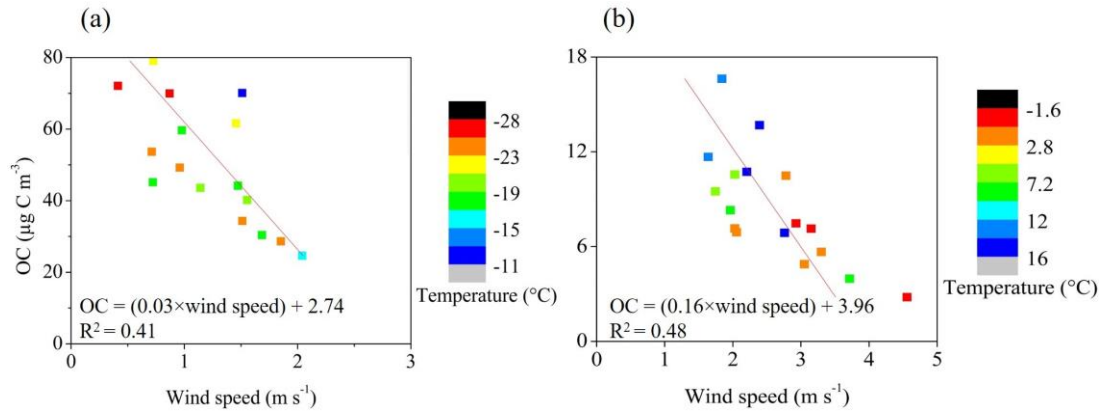 (a)
80
60
40
20
0
OC (µg C m⁻³)
OC = (0.03×wind speed) + 2.74
R² = 0.41
0 1 2 3
Wind speed (m s⁻¹)
-28
-23
-19
-15
-11
Temperature (°C)
(b)
18
12
6
0
OC = (0.16×wind speed) + 3.96
R² = 0.48
0 1 2 3 4 5
Wind speed (m s⁻¹)
-1.6
2.8
7.2
12
16
Temperature (°C)